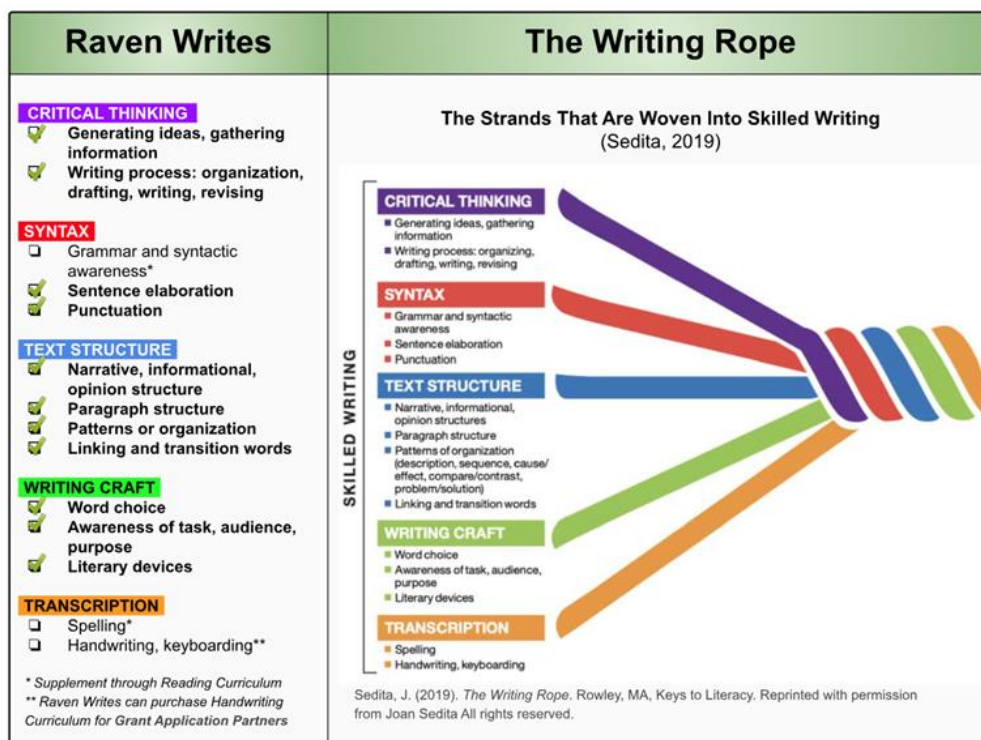 Raven Writes
CRITICAL THINKING
Generating ideas, gathering
information
Writing process: organization,
drafting, writing, revising
SYNTAX
Grammar and syntactic
awareness*
Sentence elaboration
Punctuation
TEXT STRUCTURE
Narrative, informational,
opinion structure
Paragraph structure
Patterns or organization
Linking and transition words
WRITING CRAFT
Word choice
Awareness of task, audience,
purpose
Literary devices
TRANSCRIPTION
Spelling*
Handwriting, keyboarding**
* Supplement through Reading Curriculum
** Raven Writes can purchase Handwriting
Curriculum for Grant Application Partners
The Writing Rope
The Strands That Are Woven Into Skilled Writing
(Sedita, 2019)
SKILLED WRITING
CRITICAL THINKING
Generating ideas, gathering
information
Writing process: organizing,
drafting, writing, revising
SYNTAX
Grammar and syntactic
awareness
Sentence elaboration
Punctuation
TEXT STRUCTURE
Narrative, informational,
opinion structures
Paragraph structure
Patterns of organization
(description, sequence, cause/
effect, compare/contrast,
problem/solution)
Linking and transition words
WRITING CRAFT
Word choice
Awareness of task, audience,
purpose
Literary devices
TRANSCRIPTION
Spelling
Handwriting, keyboarding
Sedita, J. (2019). The Writing Rope. Rowley, MA, Keys to Literacy. Reprinted with permission
from Joan Sedita All rights reserved.